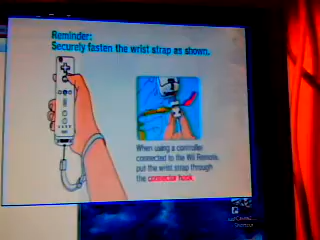 Reminder:
Securely fasten the wrist strap as shown.
When using a controller
connected to the Wii Remote,
put the wrist strap through
the connector hook.